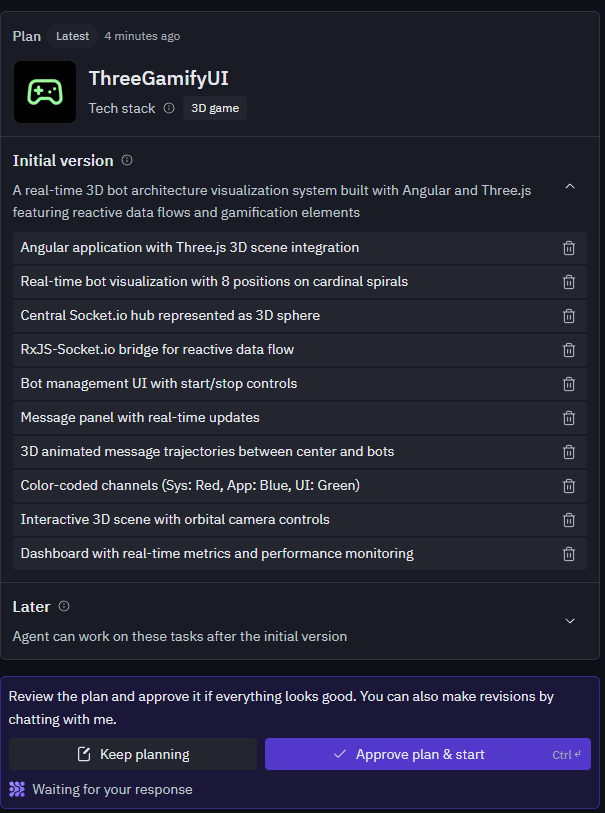 Plan Latest 4 minutes ago
ThreeGamifyUI
Tech stack 3D game
Initial version
A real-time 3D bot architecture visualization system built with Angular and Three.js
featuring reactive data flows and gamification elements
Angular application with Three.js 3D scene integration
Real-time bot visualization with 8 positions on cardinal spirals
Central Socket.io hub represented as 3D sphere
RxJS-Socket.io bridge for reactive data flow
Bot management UI with start/stop controls
Message panel with real-time updates
3D animated message trajectories between center and bots
Color-coded channels (Sys: Red, App: Blue, UI: Green)
Interactive 3D scene with orbital camera controls
Dashboard with real-time metrics and performance monitoring
Later
Agent can work on these tasks after the initial version
Review the plan and approve it if everything looks good. You can also make revisions by
chatting with me.
Keep planning Approve plan & start Ctrl
Waiting for your response